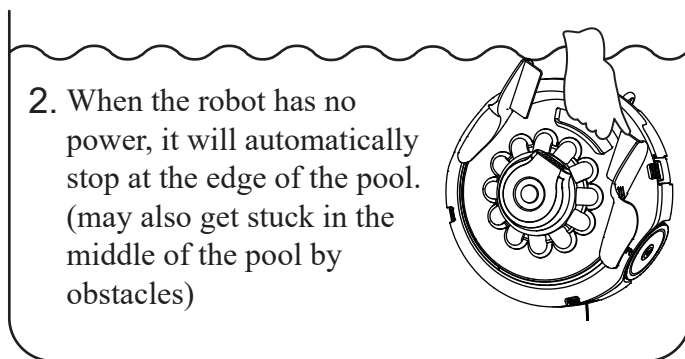 2. When the robot has no
power, it will automatically
stop at the edge of the pool.
(may also get stuck in the
middle of the pool by
obstacles)